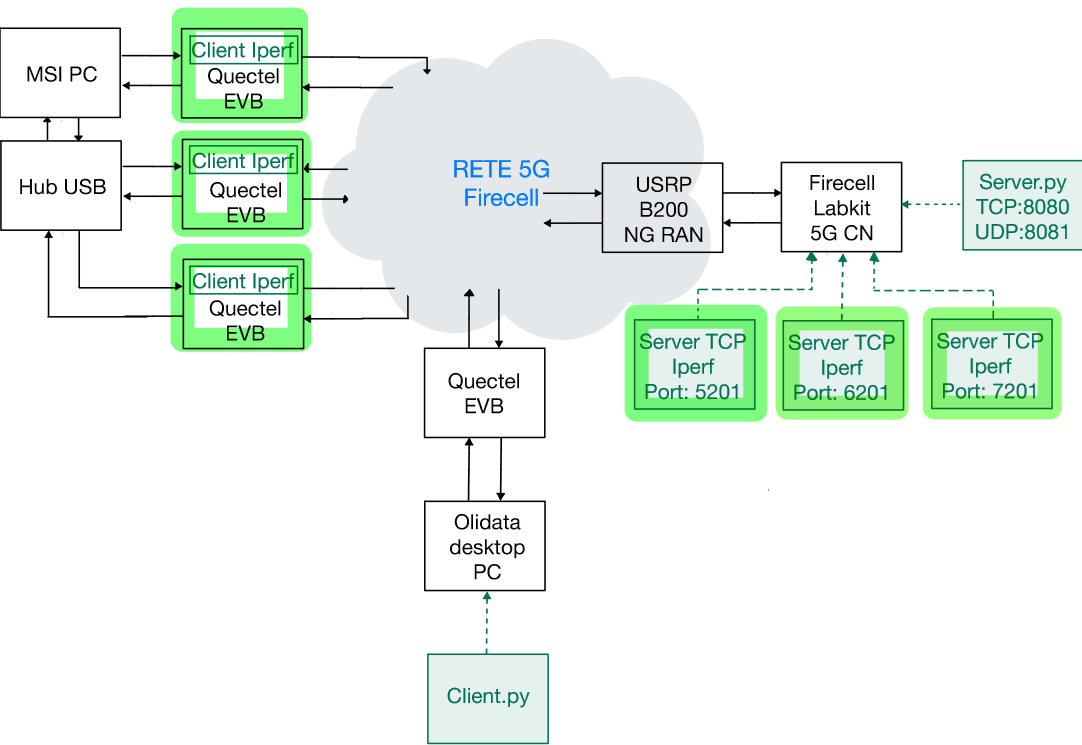 MSI PC
Client Iperf
Quectel
EVB
Hub USB
Client Iperf
Quectel
EVB
Client Iperf
Quectel
EVB
RETE 5G
Firecell
USRP
B200
NG RAN
Firecell
Labkit
5G CN
Server.py
TCP:8080
UDP:8081
Server TCP
Iperf
Port: 5201
Server TCP
Iperf
Port: 6201
Server TCP
Iperf
Port: 7201
Quectel
EVB
Olidata
desktop
PC
Client.py